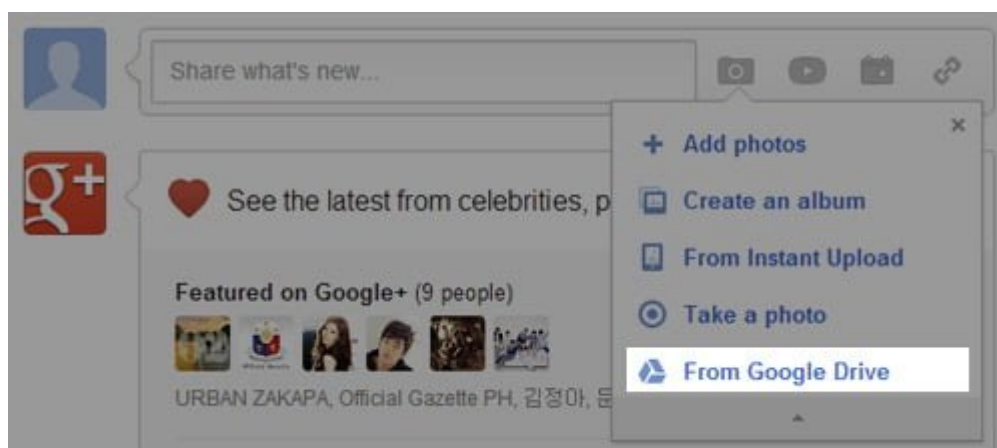 Share what's new...
g+
See the latest from celebrities, p
Featured on Google+ (9 people)
URBAN ZAKAPA, Official Gazette PH, 김정아, 문
Add photos
Create an album
From Instant Upload
Take a photo
From Google Drive